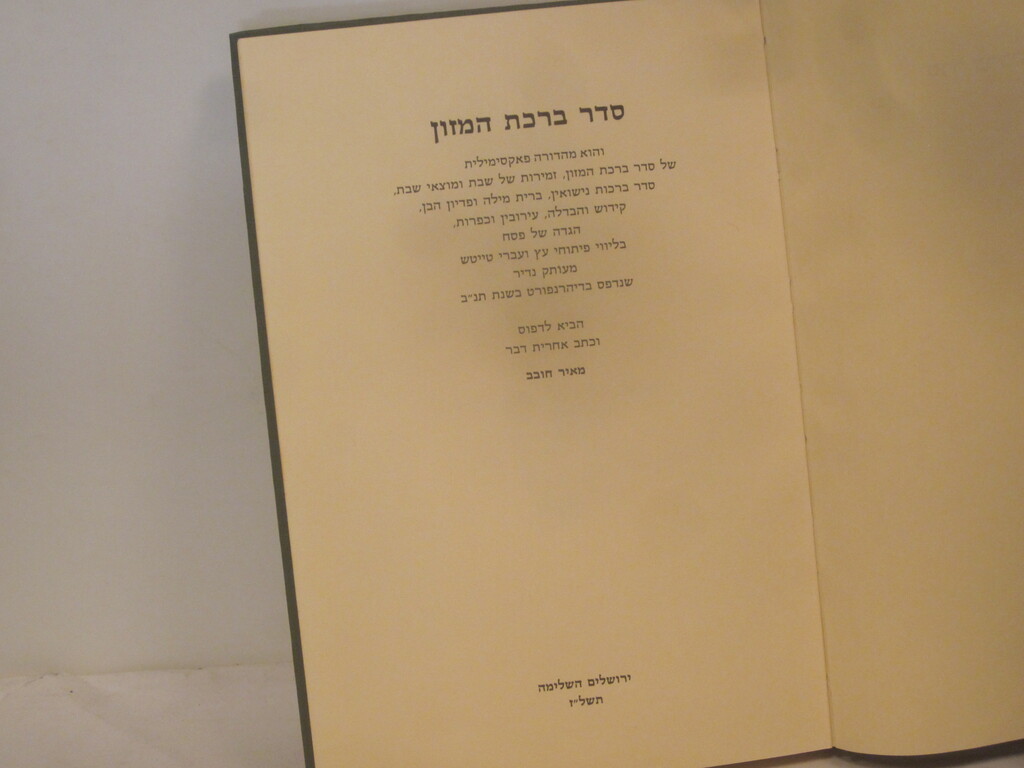 סדר ברכת המזון
והוא מהדורה פאקסימילית
של סדר ברכת המזון, זמירות של שבת ומוצאי שבת,
סדר ברכות נישואין, ברית מילה ופדיון הבן,
קידוש והבדלה, עירובין וכפרות,
הגדה של פסח
בליווי פיתוחי עץ ועברי טייטש
מעותק נדיר
שנדפס בדיהרנפורט בשנת תנ״ב
הביא לדפוס
וכתב אחרית דבר
מאיר חובב
ירושלים השלימה
תשל״ז